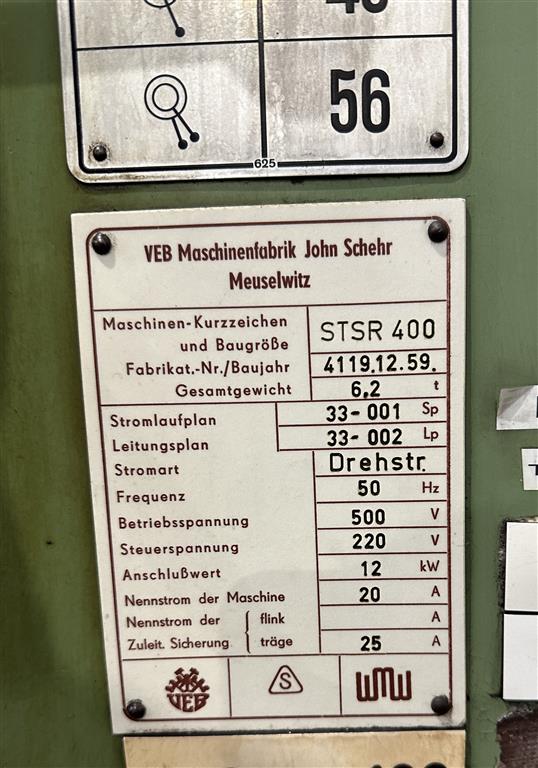 56
625
VEB Maschinenfabrik John Schehr
Meuselwitz
Maschinen-Kurzzeichen und Baugröße STSR 400
Fabrikat.-Nr./Baujahr 4119.12.59.
Gesamtgewicht 6,2 t
Stromlaufplan 33-001 Sp
Leitungsplan 33-002 Lp
Stromart Drehstr.
Frequenz 50 Hz
Betriebsspannung 500 V
Steuerspannung 220 V
Anschlußwert 12 kW
Nennstrom der Maschine 20 A
Nennstrom der flink A
Zuleit. Sicherung träge 25 A
VEB S WMW